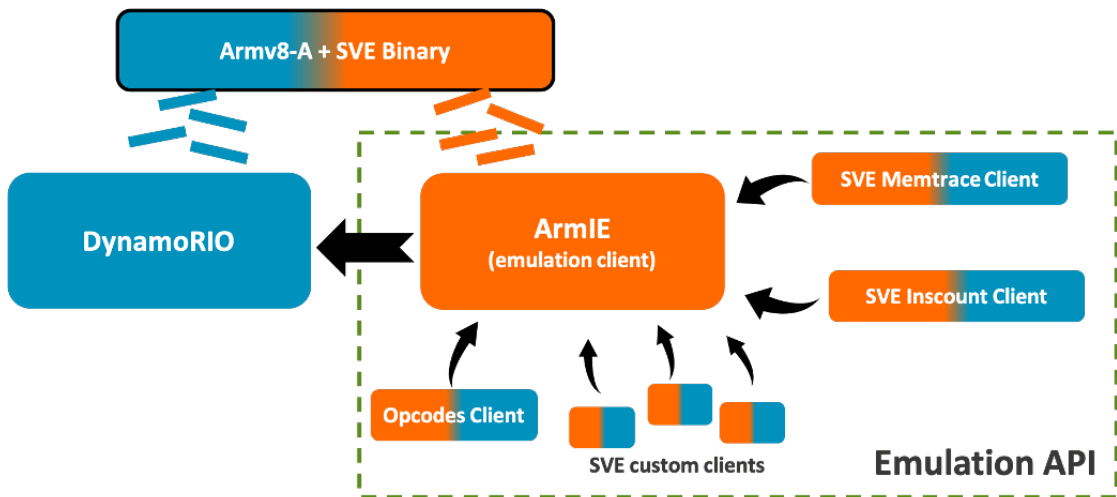 Armv8-A + SVE Binary
DynamoRIO
ArmIE
(emulation client)
SVE Memtrace Client
SVE Inscount Client
Opcodes Client
SVE custom clients
Emulation API